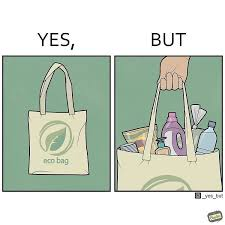 YES, BUT
eco bag
_yes_but